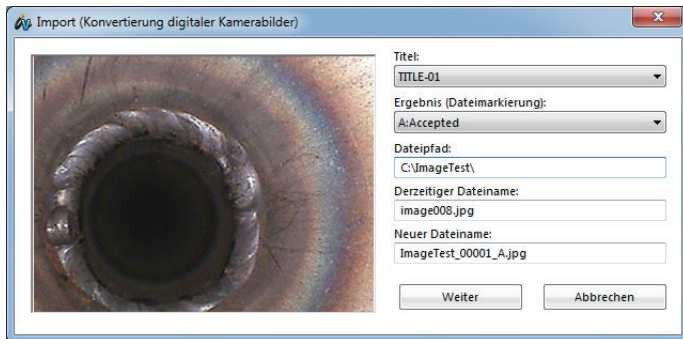 Import (Konvertierung digitaler Kamerabilder)
Titel:
TITLE-01
Ergebnis (Dateimarkierung):
A:Accepted
Dateipfad:
C:\ImageTest\
Derzeitiger Dateiname:
image008.jpg
Neuer Dateiname:
ImageTest_00001_A.jpg
Weiter Abbrechen